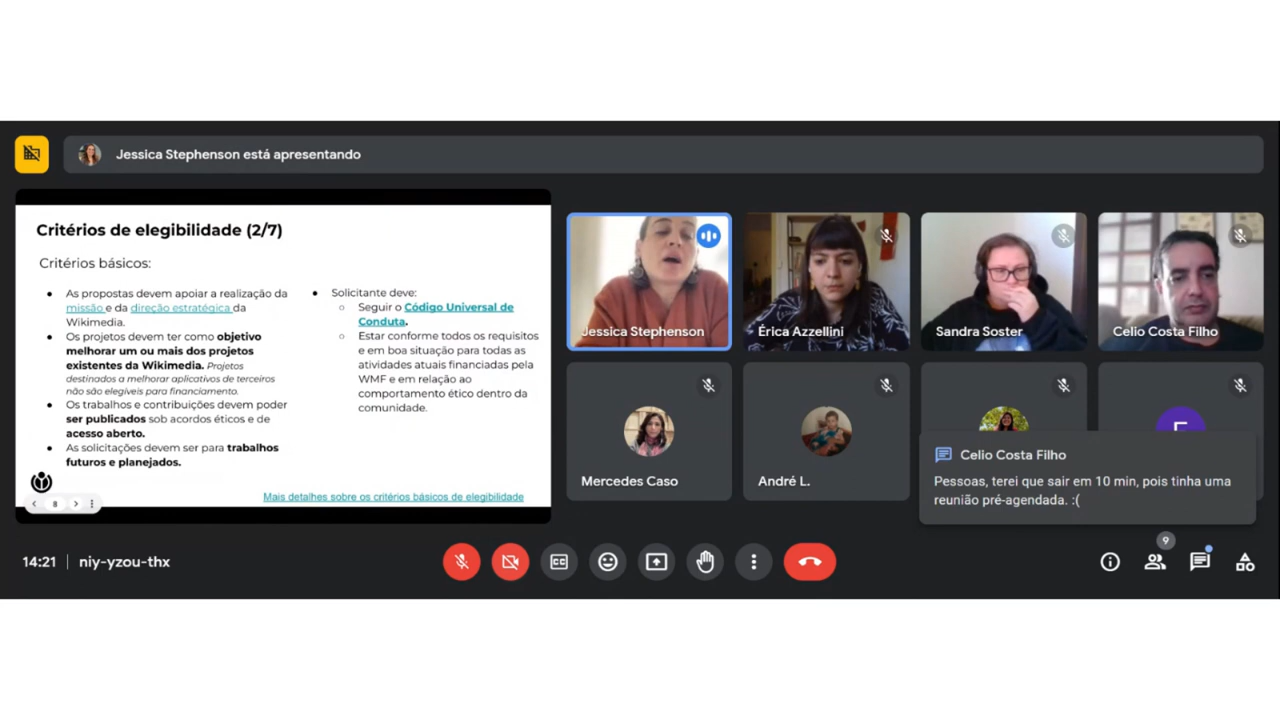 Jessica Stephenson está apresentando
Critérios de elegibilidade (2/7)
Critérios básicos:
● As propostas devem apoiar a realização da
missão e da direção estratégica da
Wikimedia.
● Os projetos devem ter como objetivo
melhorar um ou mais dos projetos
existentes da Wikimedia. Projetos
destinados a melhorar aplicativos de terceiros
não são elegíveis para financiamento.
● Os trabalhos e contribuições devem poder
ser publicados sob acordos éticos e de
acesso aberto.
● As solicitações devem ser para trabalhos
futuros e planejados.
● Solicitante deve:
○ Seguir o Código Universal de
Conduta.
○ Estar conforme todos os requisitos
e em boa situação para todas as
atividades atuais financiadas pela
WMF e em relação ao
comportamento ético dentro da
comunidade.
Mais detalhes sobre os critérios básicos de elegibilidade
8
Jessica Stephenson
Érica Azzellini
Sandra Soster
Celio Costa Filho
Mercedes Caso
André L.
Celio Costa Filho
Pessoas, terei que sair em 10 min, pois tinha uma
reunião pré-agendada. :(
14:21 | niy-yzou-thx
CC
9